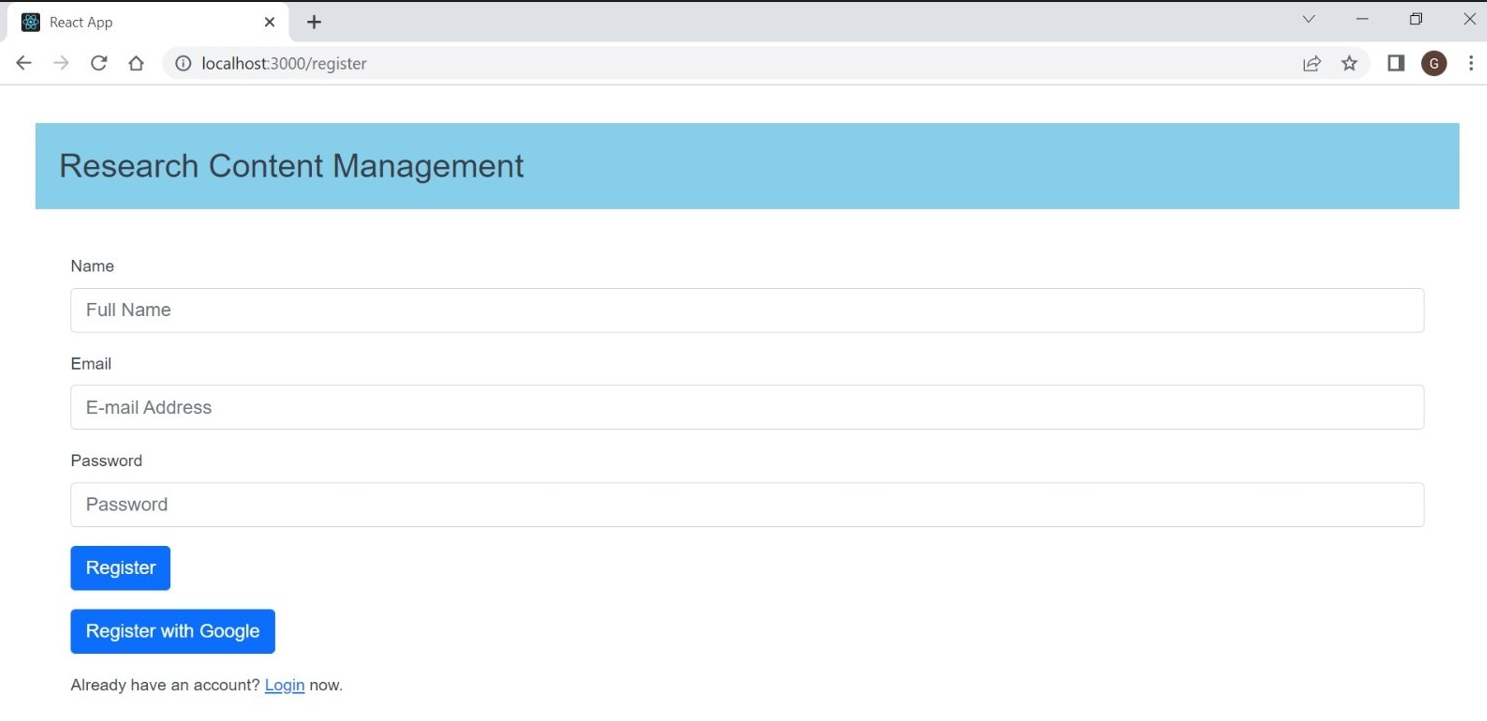 React App
localhost:3000/register
G
Research Content Management
Name
Full Name
Email
E-mail Address
Password
Password
Register
Register with Google
Already have an account? Login now.